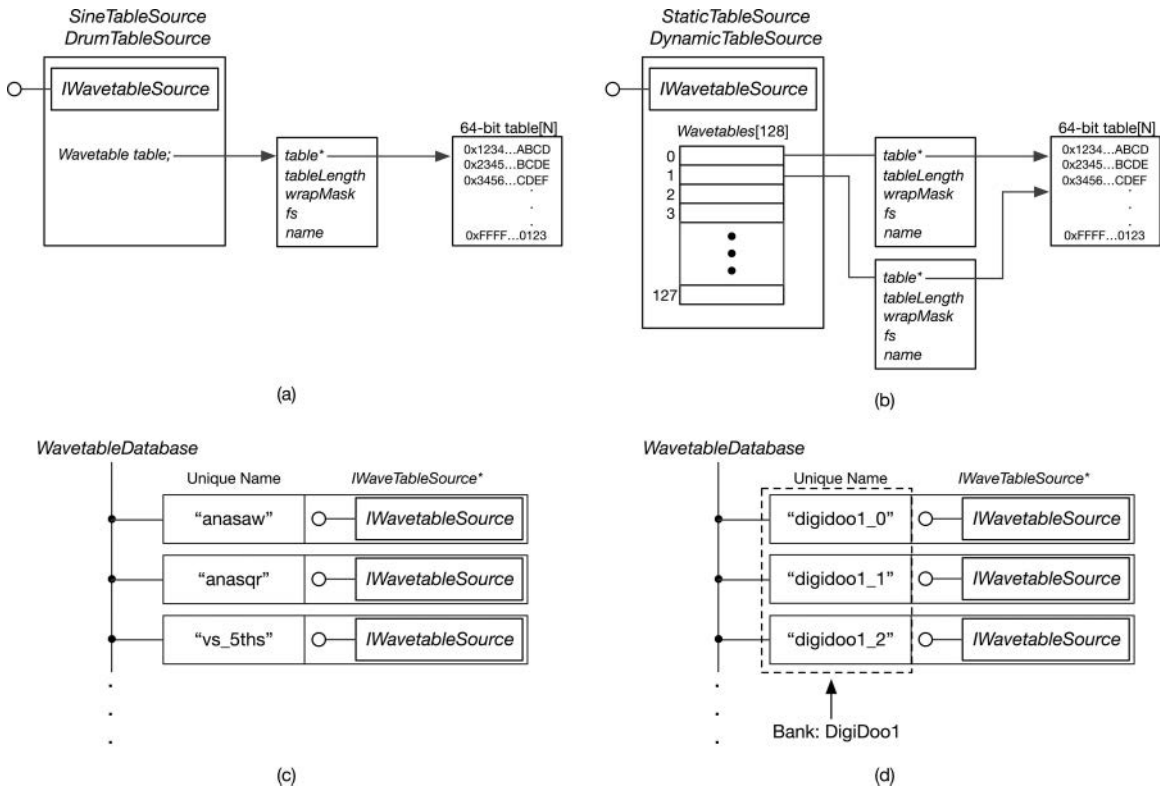 SineTableSource
DrumTableSource
IWavetableSource
Wavetable table;
table*
tableLength
wrapMask
fs
name
64-bit table[N]
0x1234...ABCD
0x2345...BCDE
0x3456...CDEF
.
.
.
0xFFFF...0123
(a)
StaticTableSource
DynamicTableSource
IWavetableSource
Wavetables[128]
0
1
2
3
127
table*
tableLength
wrapMask
fs
name
table*
tableLength
wrapMask
fs
name
64-bit table[N]
0x1234...ABCD
0x2345...BCDE
0x3456...CDEF
.
.
.
0xFFFF...0123
(b)
WavetableDatabase
Unique Name IWaveTableSource*
“anasaw” IWavetableSource
“anasqr” IWavetableSource
“vs_5ths” IWavetableSource
.
.
.
(c)
WavetableDatabase
Unique Name IWaveTableSource*
“digidoo1_0” IWavetableSource
“digidoo1_1” IWavetableSource
“digidoo1_2” IWavetableSource
.
.
.
Bank: DigiDoo1
(d)